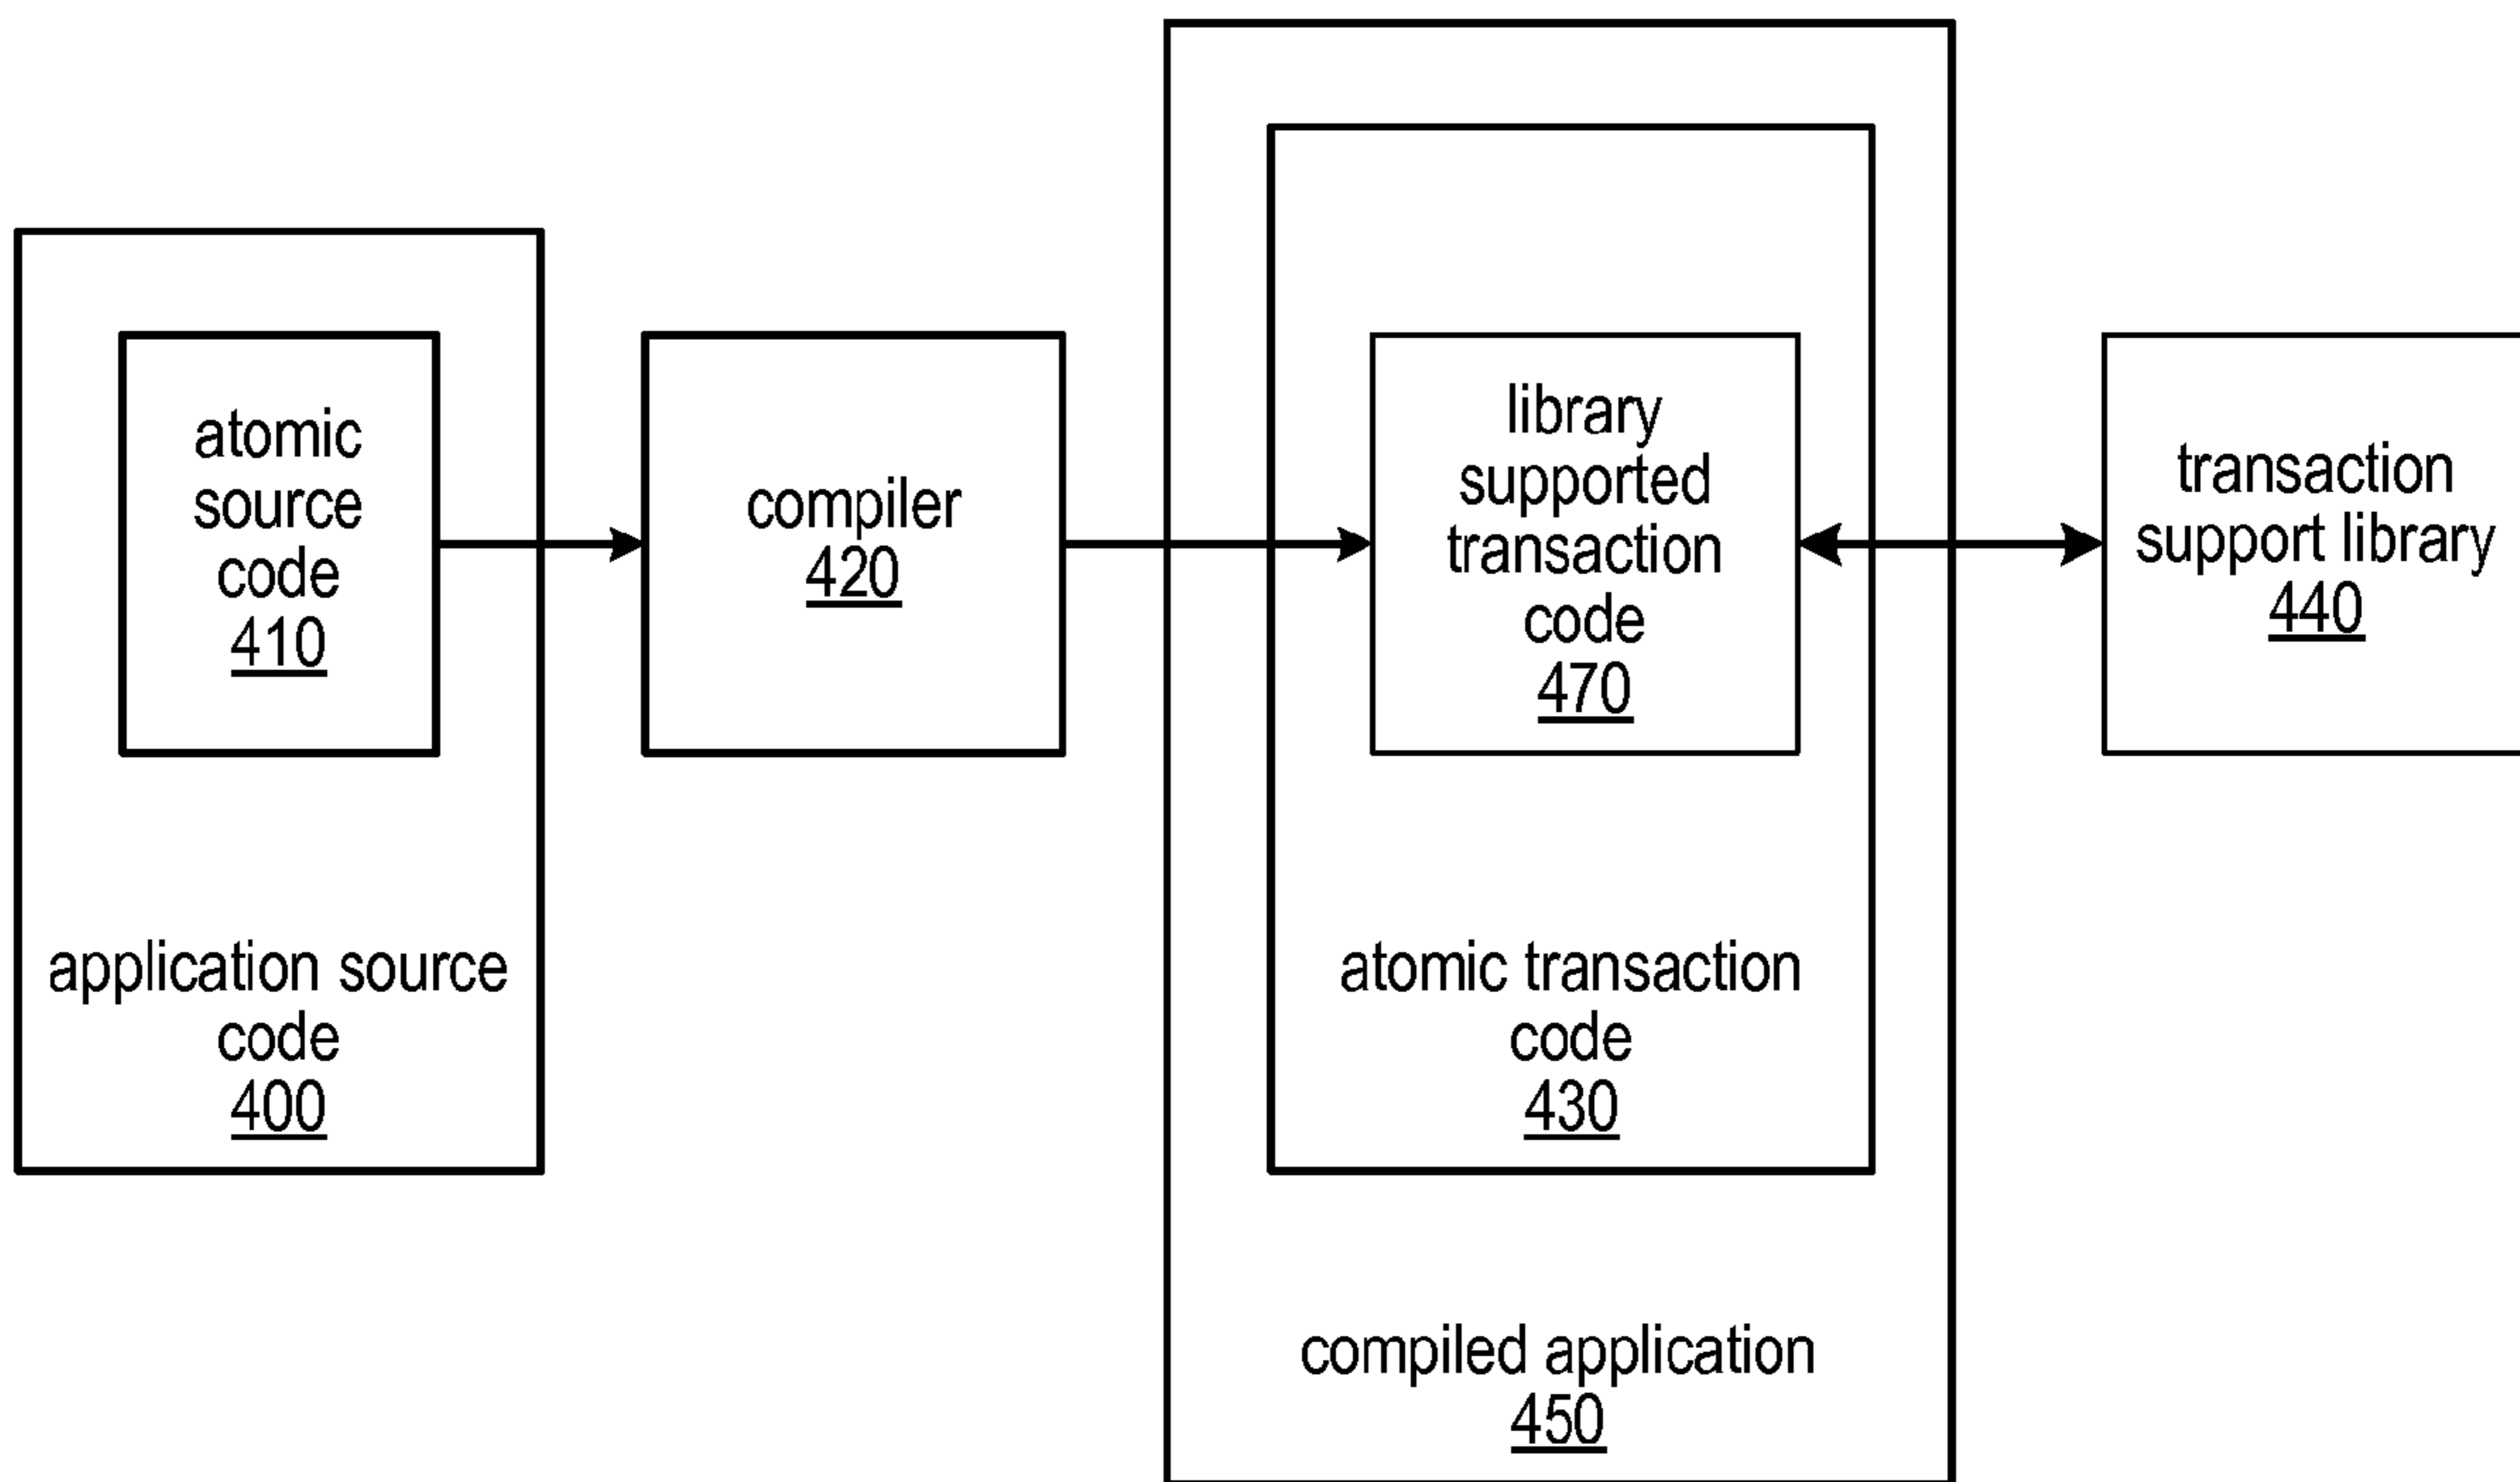 atomic
source
code
410
application source
code
400
compiler
420
library
supported
transaction
code
470
atomic transaction
code
430
compiled application
450
transaction
support library
440